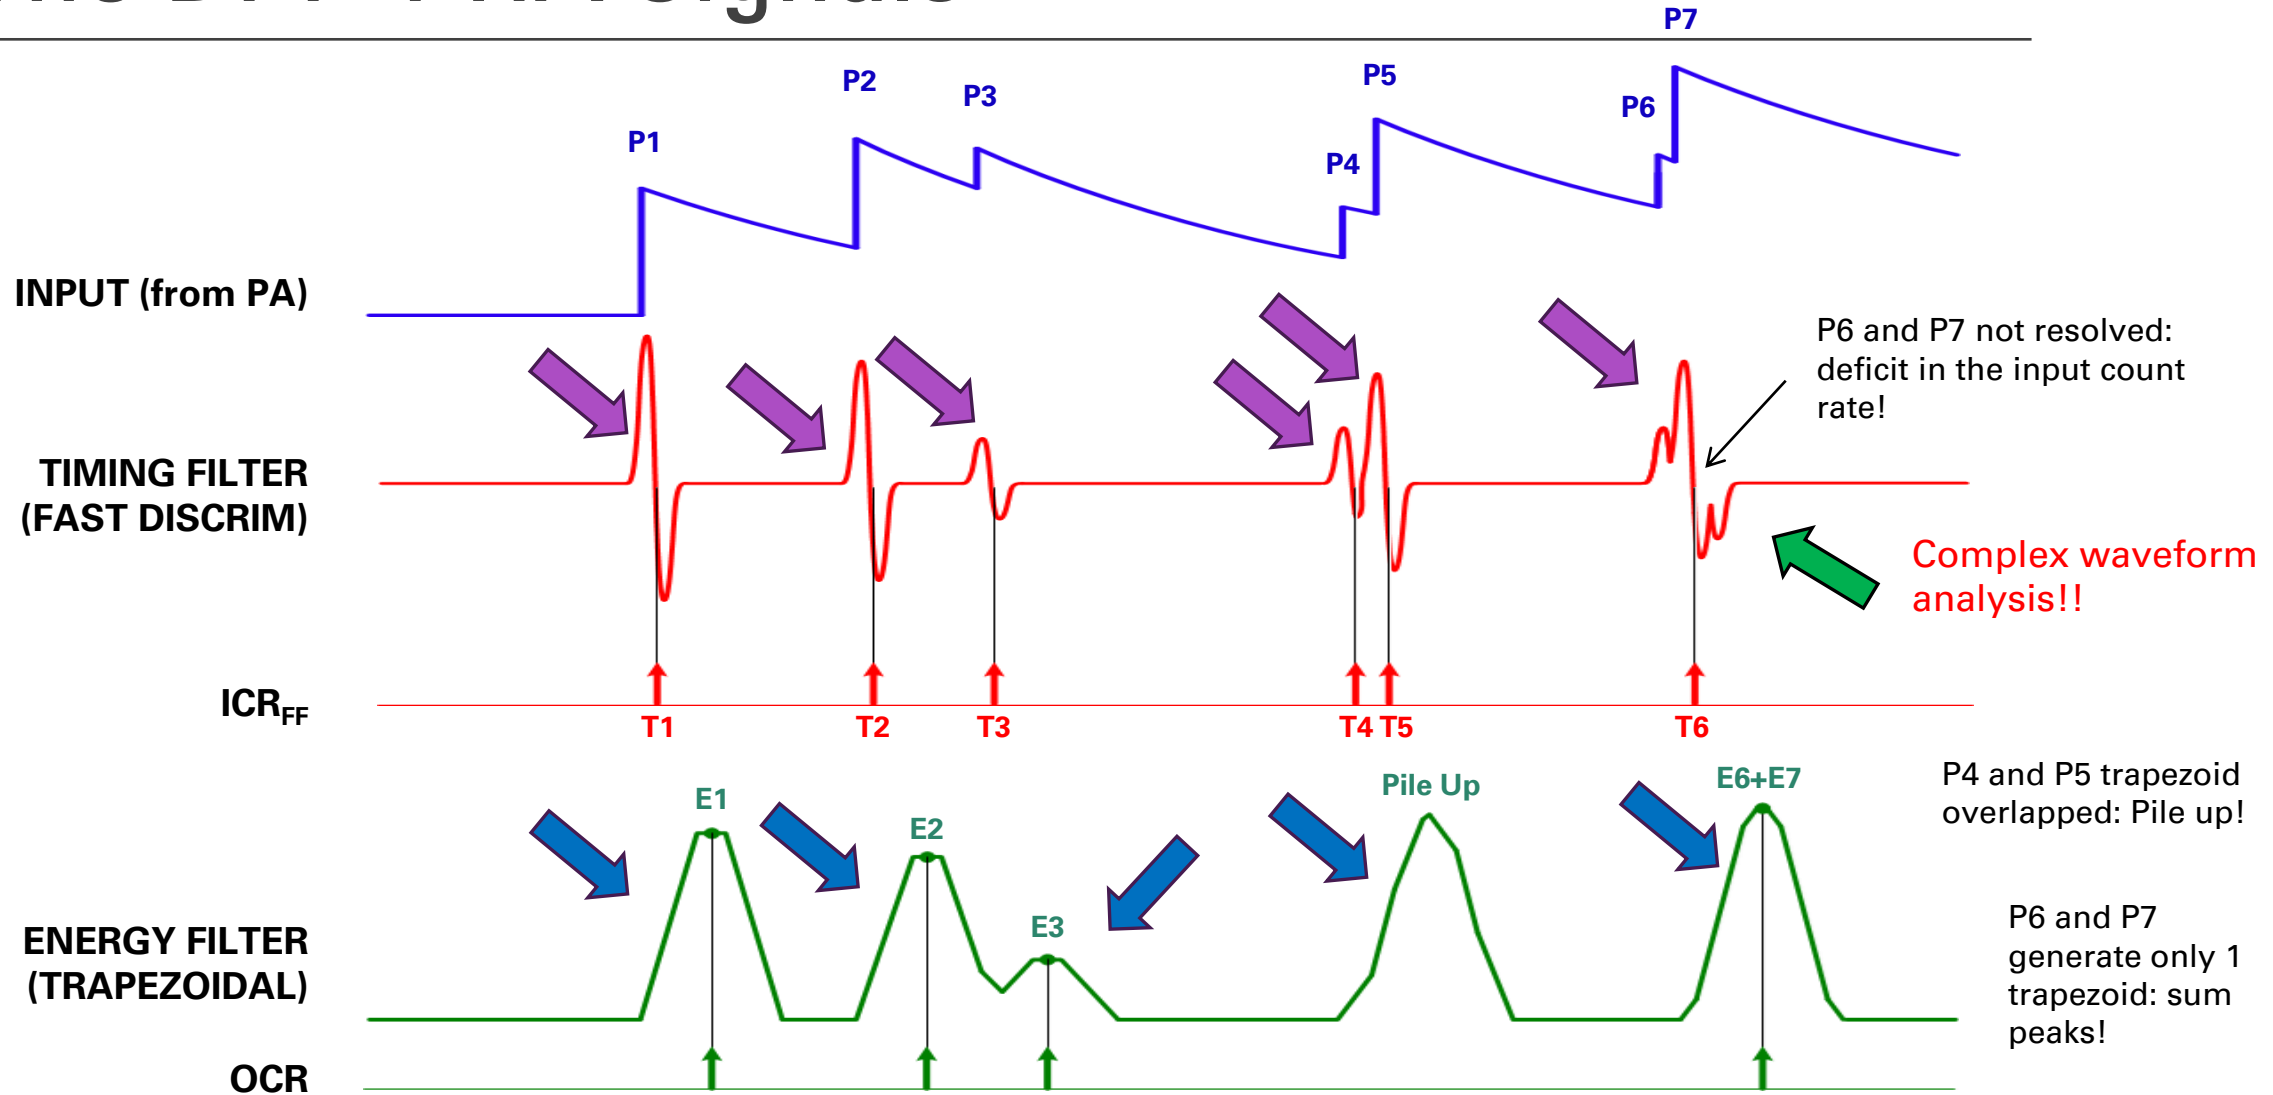 P7
P5
P2
P3
P6
P1
P4
INPUT (from PA)
P6 and P7 not resolved:
deficit in the input count
rate!
TIMING FILTER
(FAST DISCRIM)
Complex waveform
analysis!!
ICRFF
T1
T2
T3
T4
T5
T6
P4 and P5 trapezoid
overlapped: Pile up!
E1
E2
E3
Pile Up
E6+E7
P6 and P7
generate only 1
trapezoid: sum
peaks!
ENERGY FILTER
(TRAPEZOIDAL)
OCR